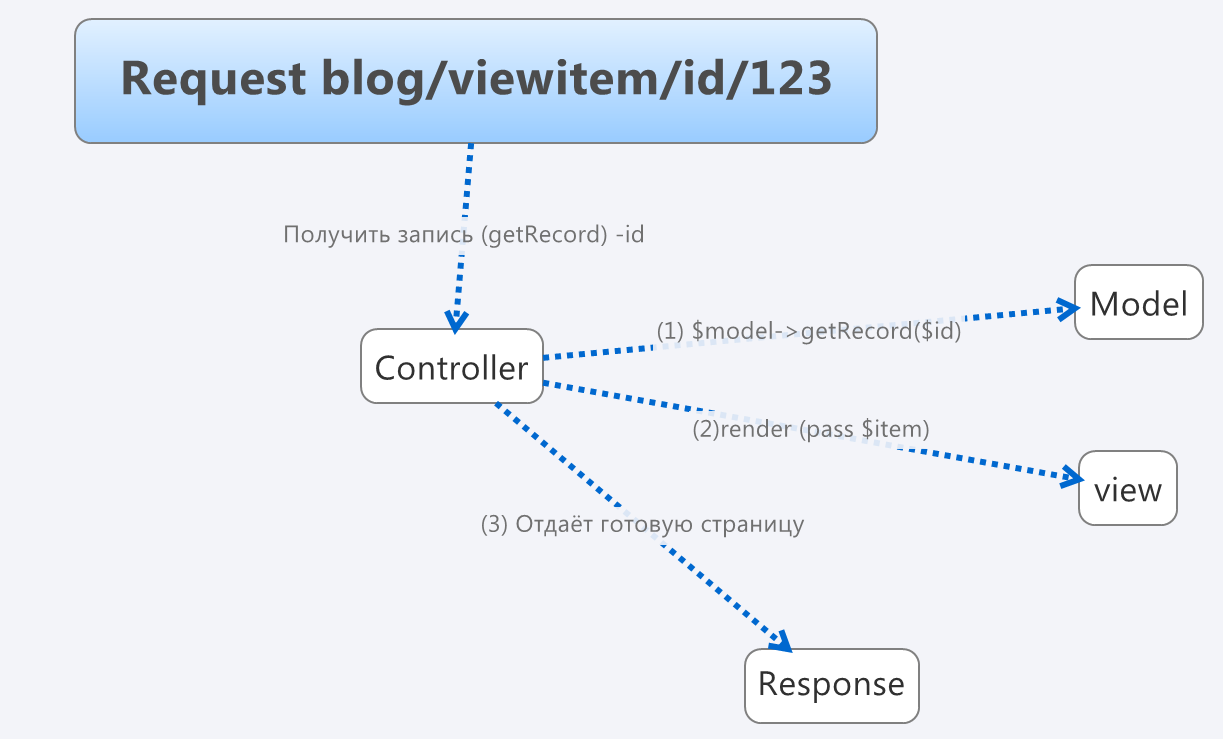 Request blog/viewitem/id/123
Получить запись (getRecord) -id
Model
(1) $model->getRecord($id)
Controller
(2)render (pass $item)
view
(3) Отдаёт готовую страницу
Response